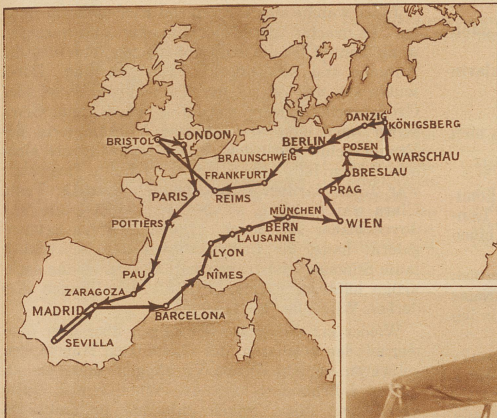 DANZIG
KÖNIGSBERG
BRISTOL
LONDON
BERLIN
POSEN
BRAUNSCHWEIG
WARSCHAU
FRANKFURT
BRESLAU
PARIS
REIMS
PRAG
MÜNCHEN
POITIERS
BERN
WIEN
LAUSANNE
LYON
PAU
NÎMES
ZARAGOZA
MADRID
BARCELONA
SEVILLA